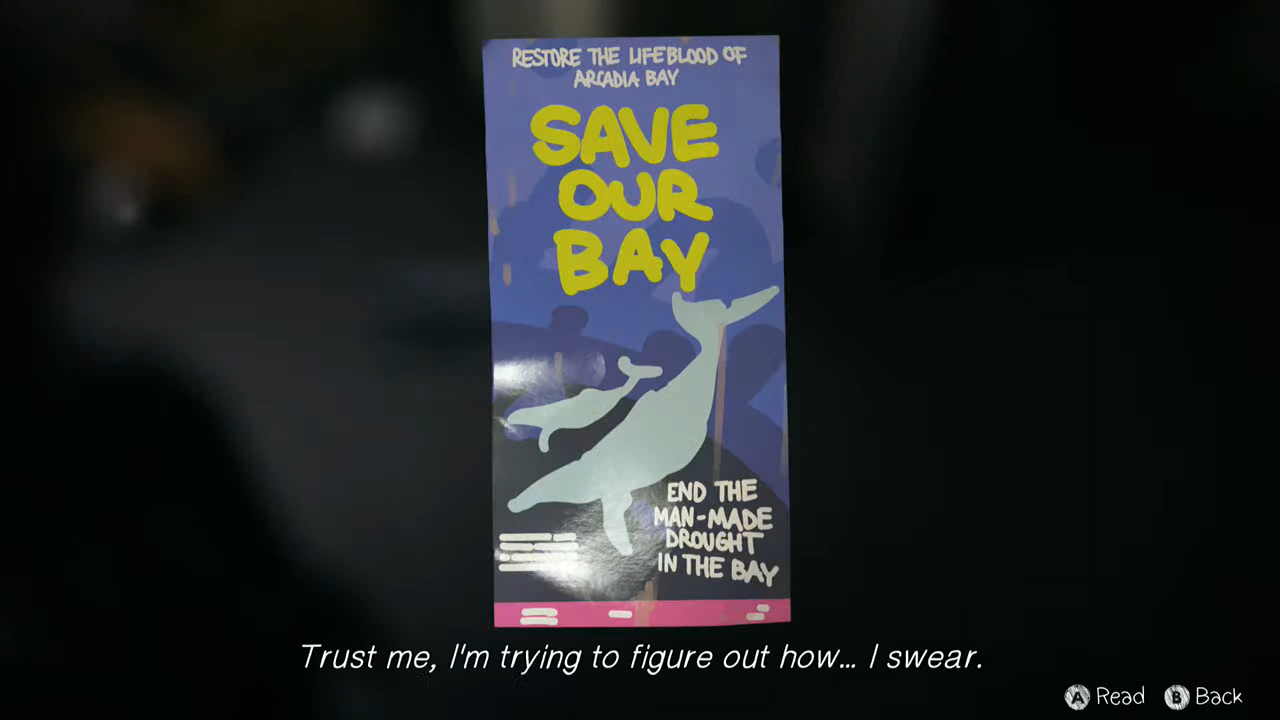 RESTORE THE LIFEBLOOD OF
ARCADIA BAY
SAVE
OUR
BAY
END THE
MAN-MADE
DROUGHT
IN THE BAY
Trust me, I'm trying to figure out how... I swear.
A Read B Back